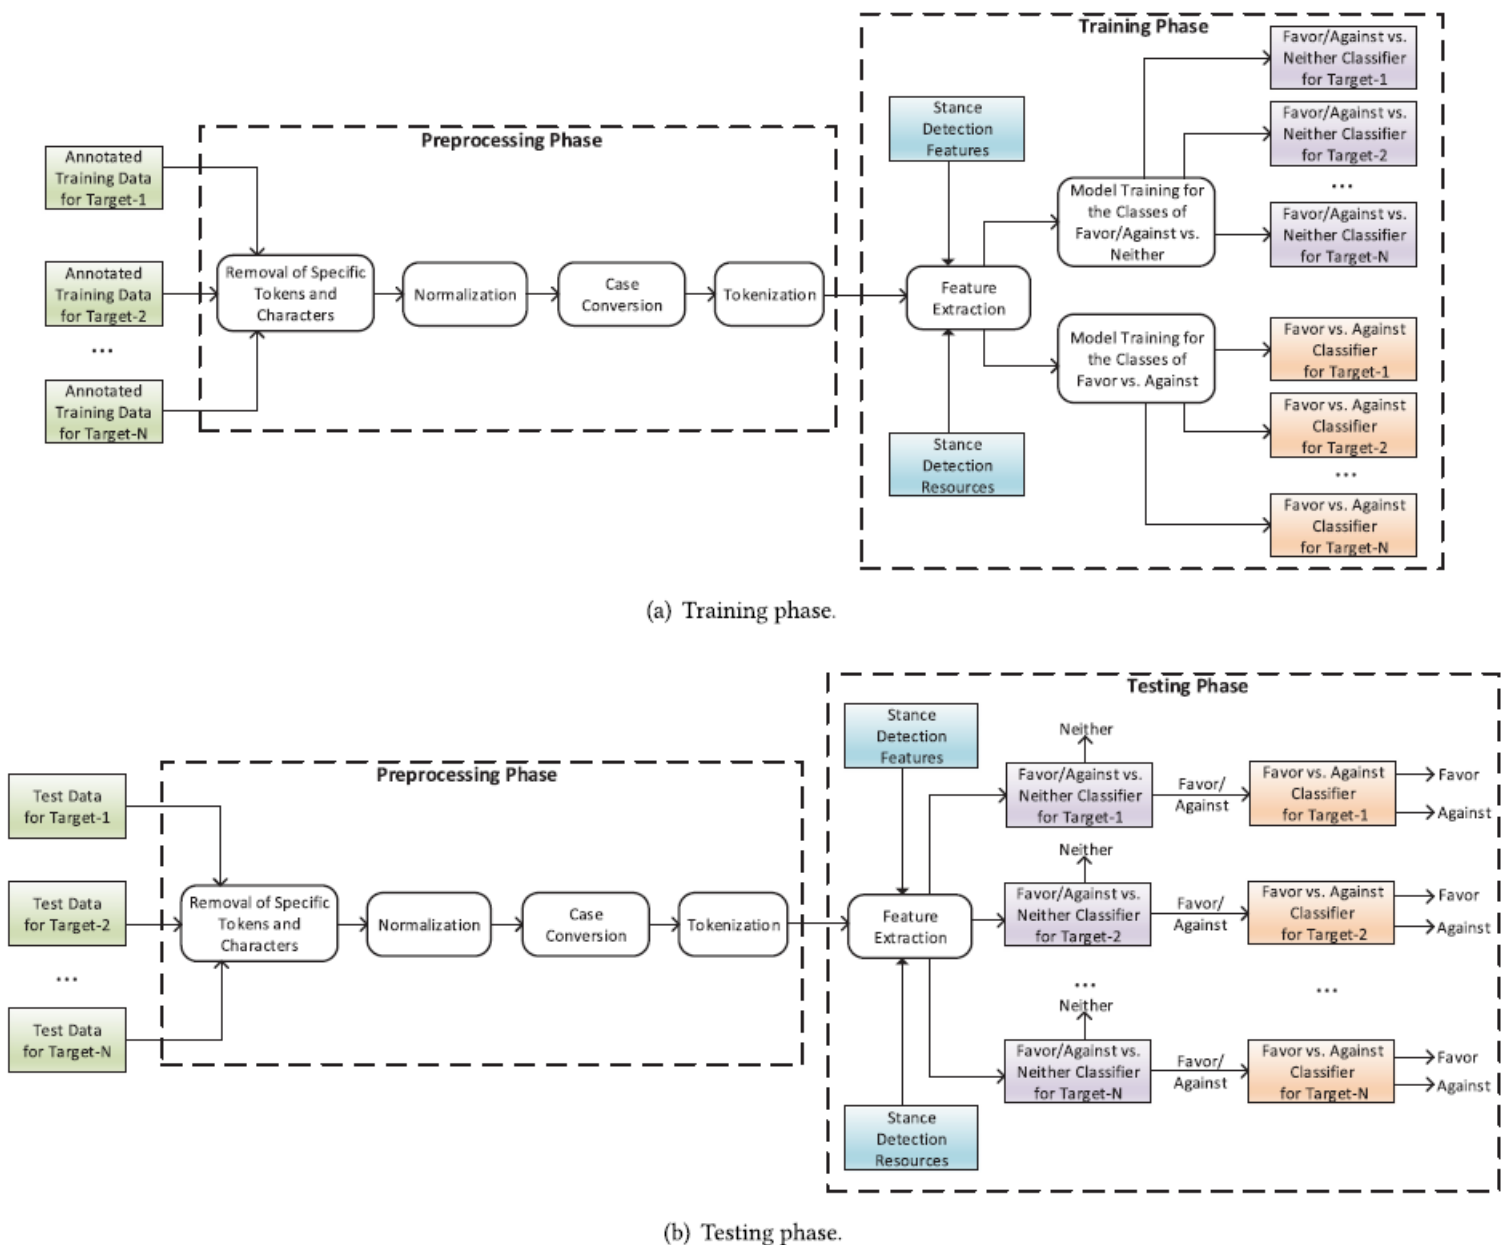 Training Phase
Favor/Against vs.
Neither Classifier
for Target-1
Stance
Detection
Features
Favor/Against vs.
Neither Classifier
for Target-2
...
Preprocessing Phase
Annotated
Training Data
for Target-1
Model Training for
the Classes of
Favor/Against vs.
Neither
Favor/Against vs.
Neither Classifier
for Target-N
Annotated
Training Data
for Target-2
...
Annotated
Training Data
for Target-N
Removal of Specific
Tokens and
Characters
Normalization
Case
Conversion
Tokenization
Feature
Extraction
Model Training for
the Classes of
Favor vs. Against
Favor vs. Against
Classifier
for Target-1
Favor vs. Against
Classifier
for Target-2
...
Stance
Detection
Resources
Favor vs. Against
Classifier
for Target-N
(a) Training phase.
Testing Phase
Stance
Detection
Features
Preprocessing Phase
Test Data
for Target-1
Test Data
for Target-2
...
Test Data
for Target-N
Removal of Specific
Tokens and
Characters
Normalization
Case
Conversion
Tokenization
Feature
Extraction
Neither
Favor/Against vs.
Neither Classifier
for Target-1
Favor/
Against
Favor vs. Against
Classifier
for Target-1
Favor
Against
Neither
Favor/Against vs.
Neither Classifier
for Target-2
Favor/
Against
Favor vs. Against
Classifier
for Target-2
Favor
Against
...
...
Neither
Favor/Against vs.
Neither Classifier
for Target-N
Favor/
Against
Favor vs. Against
Classifier
for Target-N
Favor
Against
Stance
Detection
Resources
(b) Testing phase.